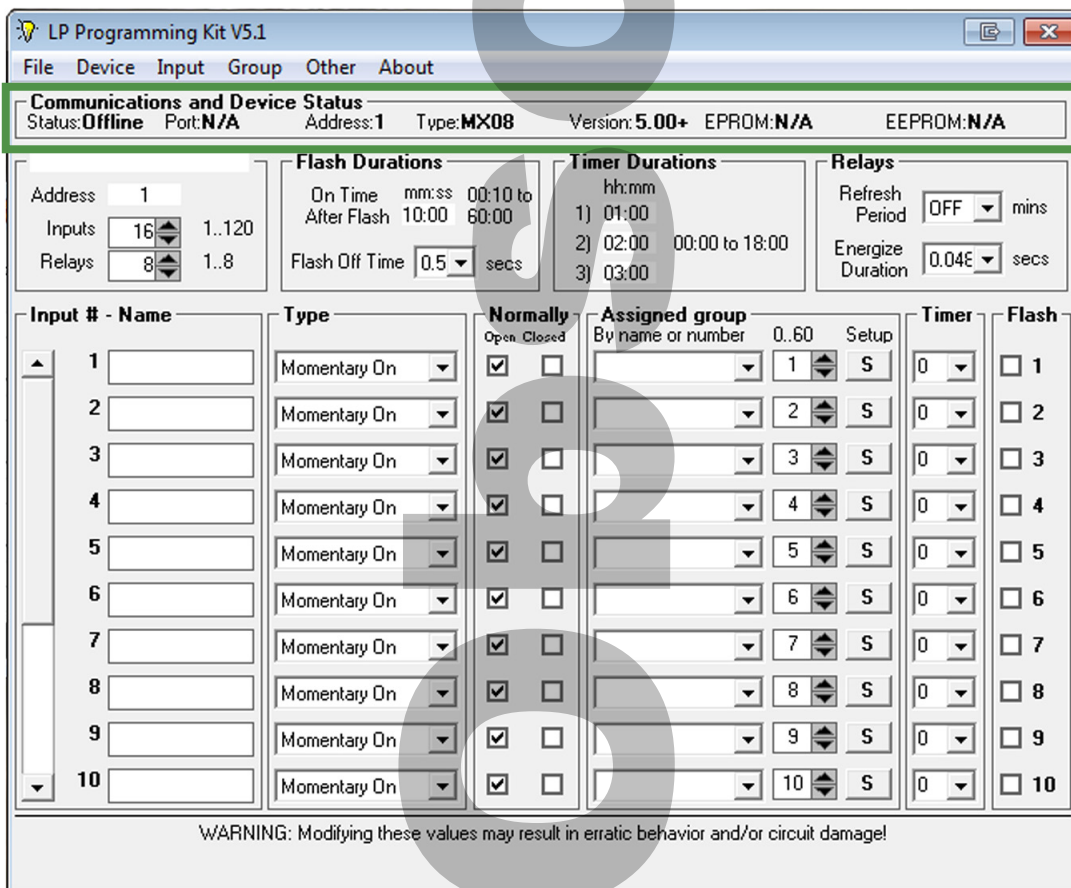 LP Programming Kit V5.1
File Device Input Group Other About
Communications and Device Status
Status:Offline Port:N/A Address:1 Type:MX08 Version:5.00+ EPROM:N/A EEPROM:N/A
Flash Durations Timer Durations Relays
Address 1
Inputs 16 1..120
Relays 8 1..8
On Time mm:ss 00:10 to
After Flash 10:00 60:00
Flash Off Time 0.5 secs
hh:mm
1) 01:00
2) 02:00 00:00 to 18:00
3) 03:00
Refresh
Period OFF mins
Energize
Duration 0.048 secs
Input # - Name Type Normally Assigned group Timer Flash
Open Closed By name or number 0..60 Setup
1 Momentary On 1 S 0 1
2 Momentary On 2 S 0 2
3 Momentary On 3 S 0 3
4 Momentary On 4 S 0 4
5 Momentary On 5 S 0 5
6 Momentary On 6 S 0 6
7 Momentary On 7 S 0 7
8 Momentary On 8 S 0 8
9 Momentary On 9 S 0 9
10 Momentary On 10 S 0 10
WARNING: Modifying these values may result in erratic behavior and/or circuit damage!